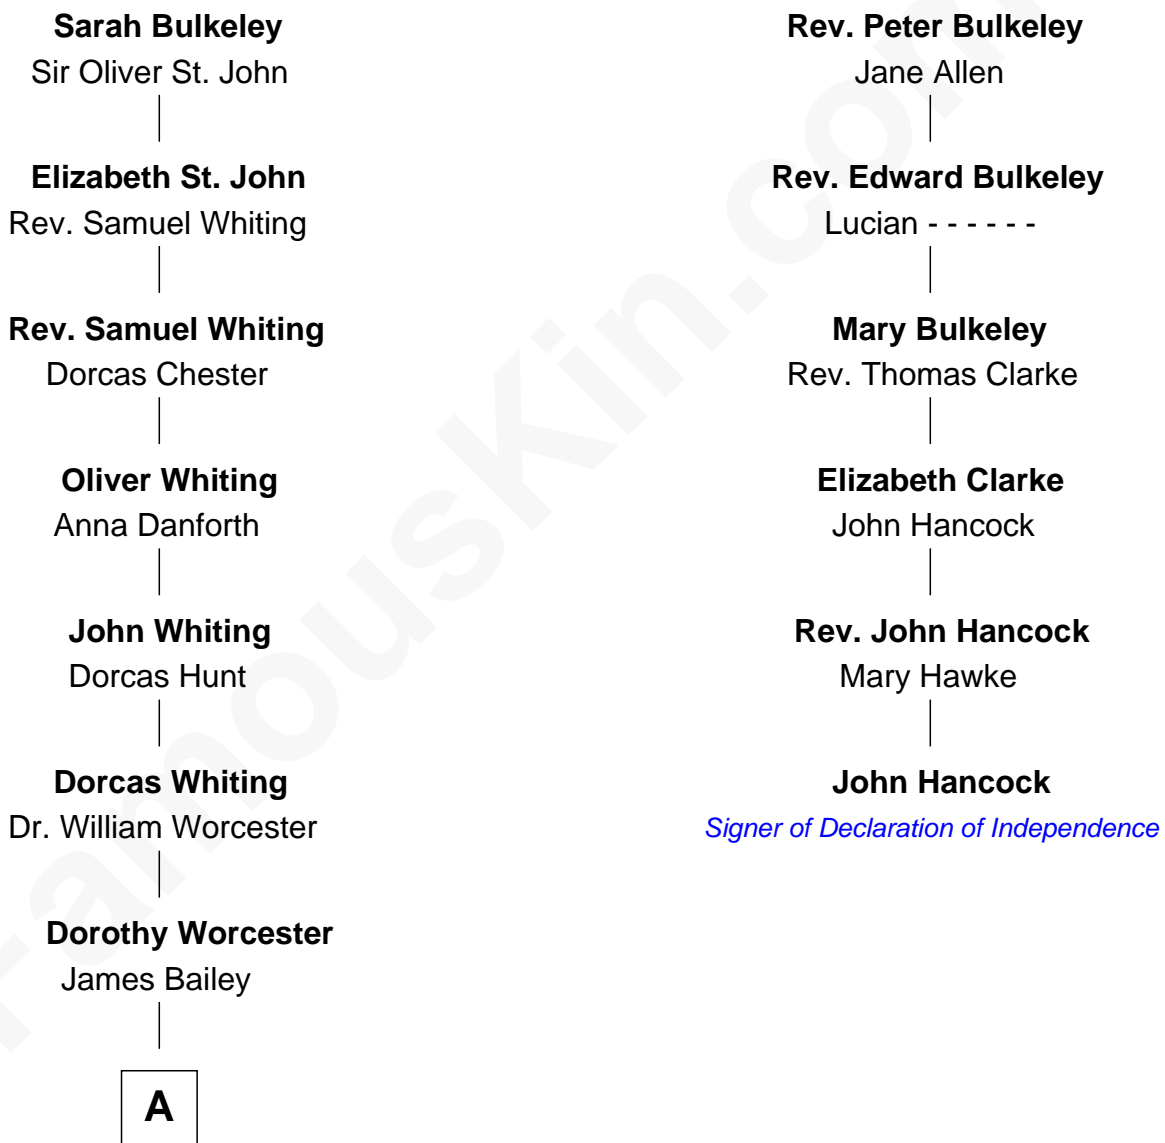 Sarah Bulkeley
Sir Oliver St. John
Elizabeth St. John
Rev. Samuel Whiting
Rev. Samuel Whiting
Dorcas Chester
Oliver Whiting
Anna Danforth
John Whiting
Dorcas Hunt
Dorcas Whiting
Dr. William Worcester
Dorothy Worcester
James Bailey
A
Rev. Peter Bulkeley
Jane Allen
Rev. Edward Bulkeley
Lucian - - - - - -
Mary Bulkeley
Rev. Thomas Clarke
Elizabeth Clarke
John Hancock
Rev. John Hancock
Mary Hawke
John Hancock
Signer of Declaration of Independence
FamousKin.com